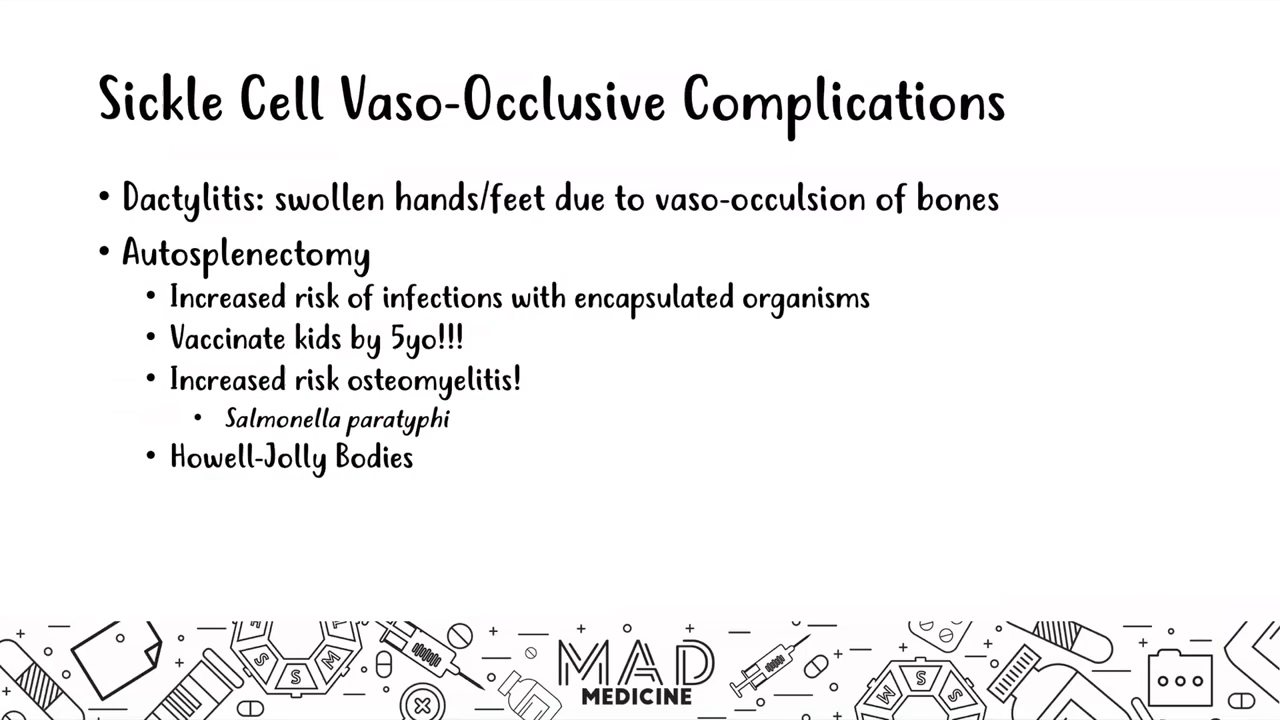 Sickle Cell Vaso-Occlusive Complications
• Dactylitis: swollen hands/feet due to vaso-occulsion of bones
• Autosplenectomy
• Increased risk of infections with encapsulated organisms
• Vaccinate kids by 5yo!!!
• Increased risk osteomyelitis!
• Salmonella paratyphi
• Howell-Jolly Bodies
MAD
MEDICINE
S S M
M S S